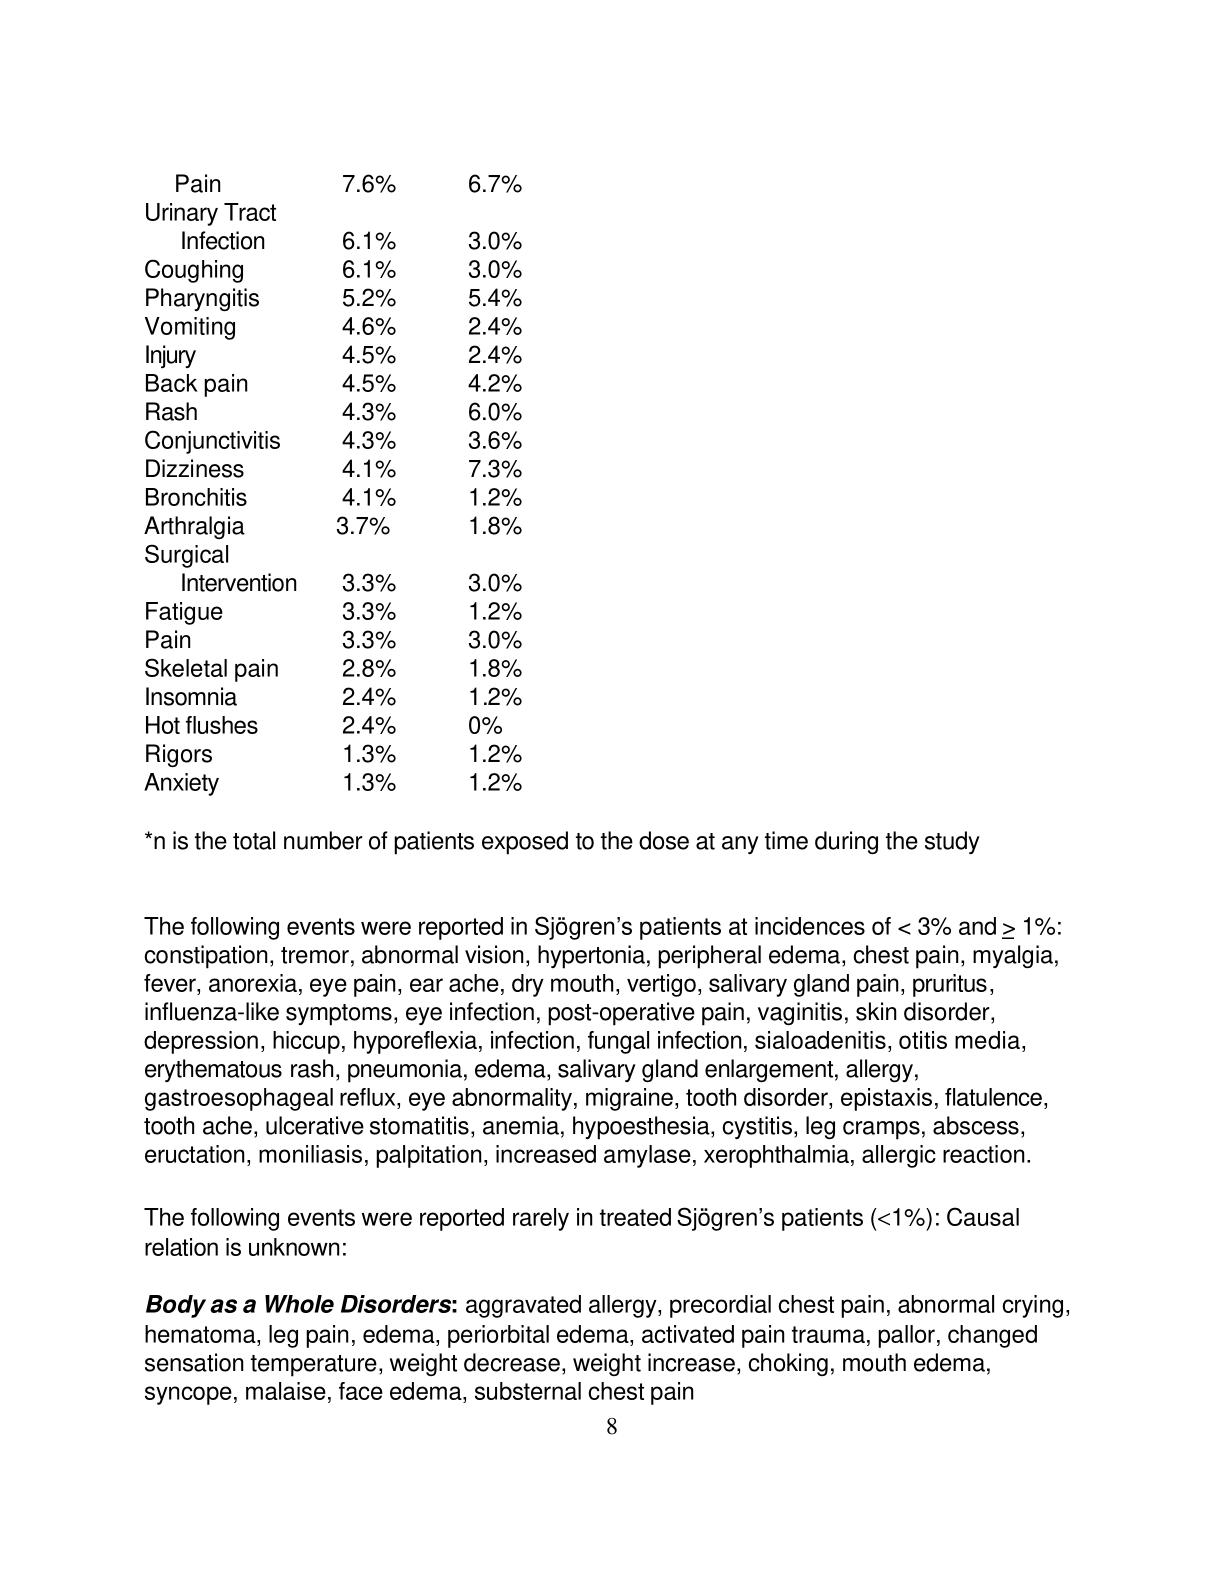 Pain 7.6% 6.7%
Urinary Tract
Infection 6.1% 3.0%
Coughing 6.1% 3.0%
Pharyngitis 5.2% 5.4%
Vomiting 4.6% 2.4%
Injury 4.5% 2.4%
Back pain 4.5% 4.2%
Rash 4.3% 6.0%
Conjunctivitis 4.3% 3.6%
Dizziness 4.1% 7.3%
Bronchitis 4.1% 1.2%
Arthralgia 3.7% 1.8%
Surgical
Intervention 3.3% 3.0%
Fatigue 3.3% 1.2%
Pain 3.3% 3.0%
Skeletal pain 2.8% 1.8%
Insomnia 2.4% 1.2%
Hot flushes 2.4% 0%
Rigors 1.3% 1.2%
Anxiety 1.3% 1.2%
*n is the total number of patients exposed to the dose at any time during the study
The following events were reported in Sjögren’s patients at incidences of < 3% and ≥ 1%:
constipation, tremor, abnormal vision, hypertonia, peripheral edema, chest pain, myalgia,
fever, anorexia, eye pain, ear ache, dry mouth, vertigo, salivary gland pain, pruritus,
influenza-like symptoms, eye infection, post-operative pain, vaginitis, skin disorder,
depression, hiccup, hyporeflexia, infection, fungal infection, sialoadenitis, otitis media,
erythematous rash, pneumonia, edema, salivary gland enlargement, allergy,
gastroesophageal reflux, eye abnormality, migraine, tooth disorder, epistaxis, flatulence,
tooth ache, ulcerative stomatitis, anemia, hypoesthesia, cystitis, leg cramps, abscess,
eructation, moniliasis, palpitation, increased amylase, xerophthalmia, allergic reaction.
The following events were reported rarely in treated Sjögren’s patients (<1%): Causal
relation is unknown:
Body as a Whole Disorders: aggravated allergy, precordial chest pain, abnormal crying,
hematoma, leg pain, edema, periorbital edema, activated pain trauma, pallor, changed
sensation temperature, weight decrease, weight increase, choking, mouth edema,
syncope, malaise, face edema, substernal chest pain
8